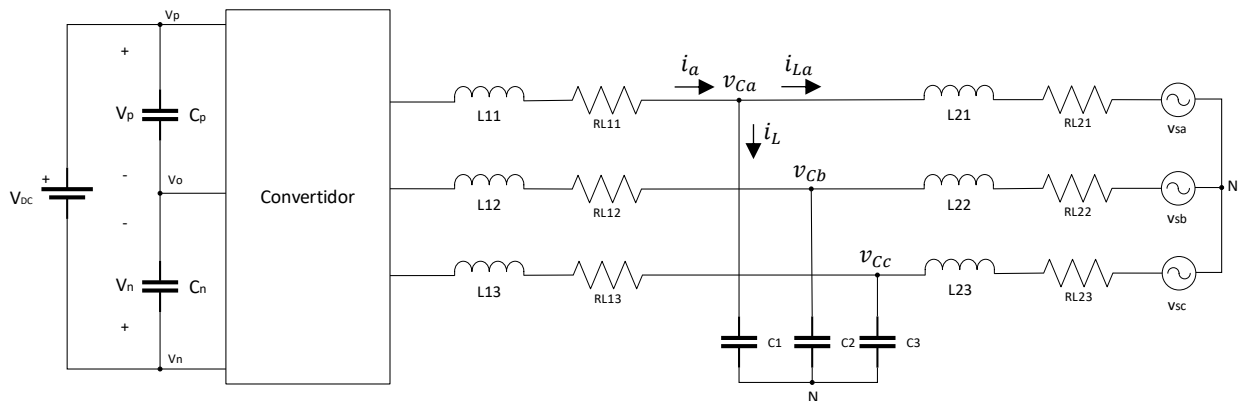 Vp
+
Vp
Cp
-
+
VDC
Vo
-
Vn
Cn
+
Vn
Convertidor
L11
RL11
ia
vCa
iLa
L21
RL21
vsa
iL
L12
RL12
vCb
L22
RL22
vsb
N
L13
RL13
vCc
L23
RL23
vsc
C1
C2
C3
N